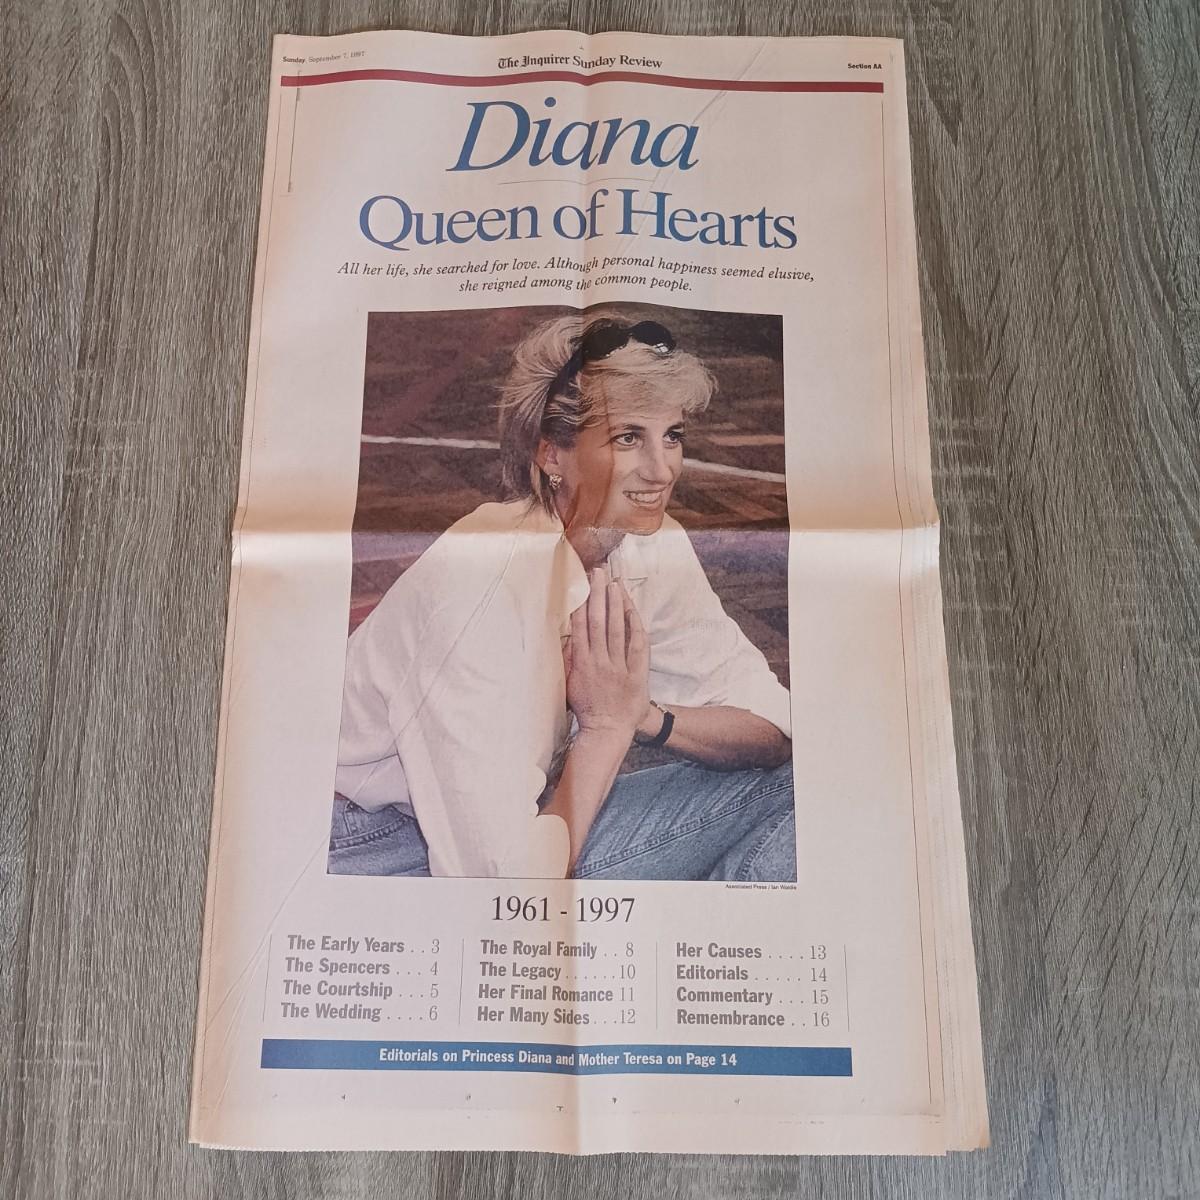 Sunday, September 7, 1997
The Inquirer Sunday Review
Section AA
Diana
Queen of Hearts
All her life, she searched for love. Although personal happiness seemed elusive,
she reigned among the common people.
Associated Press / Ian Waldie
1961 - 1997
The Early Years . . 3
The Spencers . . . 4
The Courtship . . . 5
The Wedding . . . . 6
The Royal Family . . 8
The Legacy . . . . . . 10
Her Final Romance 11
Her Many Sides . . . 12
Her Causes . . . . 13
Editorials . . . . . 14
Commentary . . . 15
Remembrance . . 16
Editorials on Princess Diana and Mother Teresa on Page 14